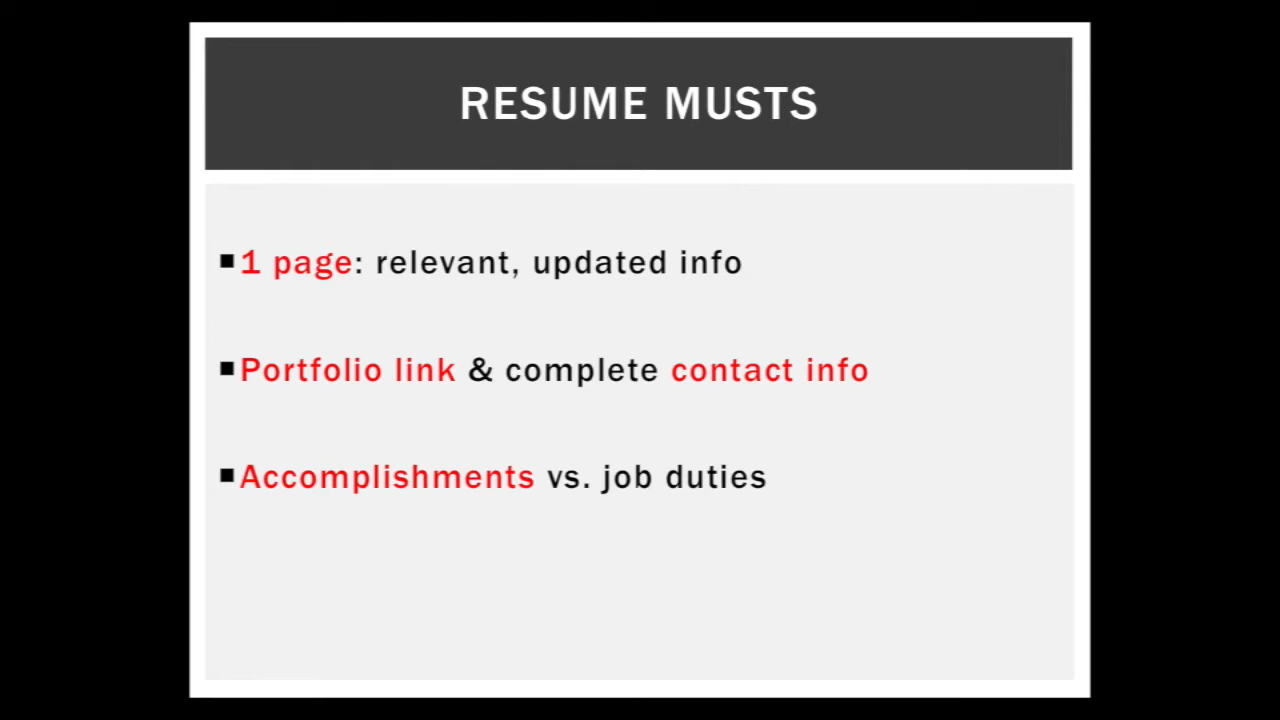 RESUME MUSTS
1 page: relevant, updated info
Portfolio link & complete contact info
Accomplishments vs. job duties